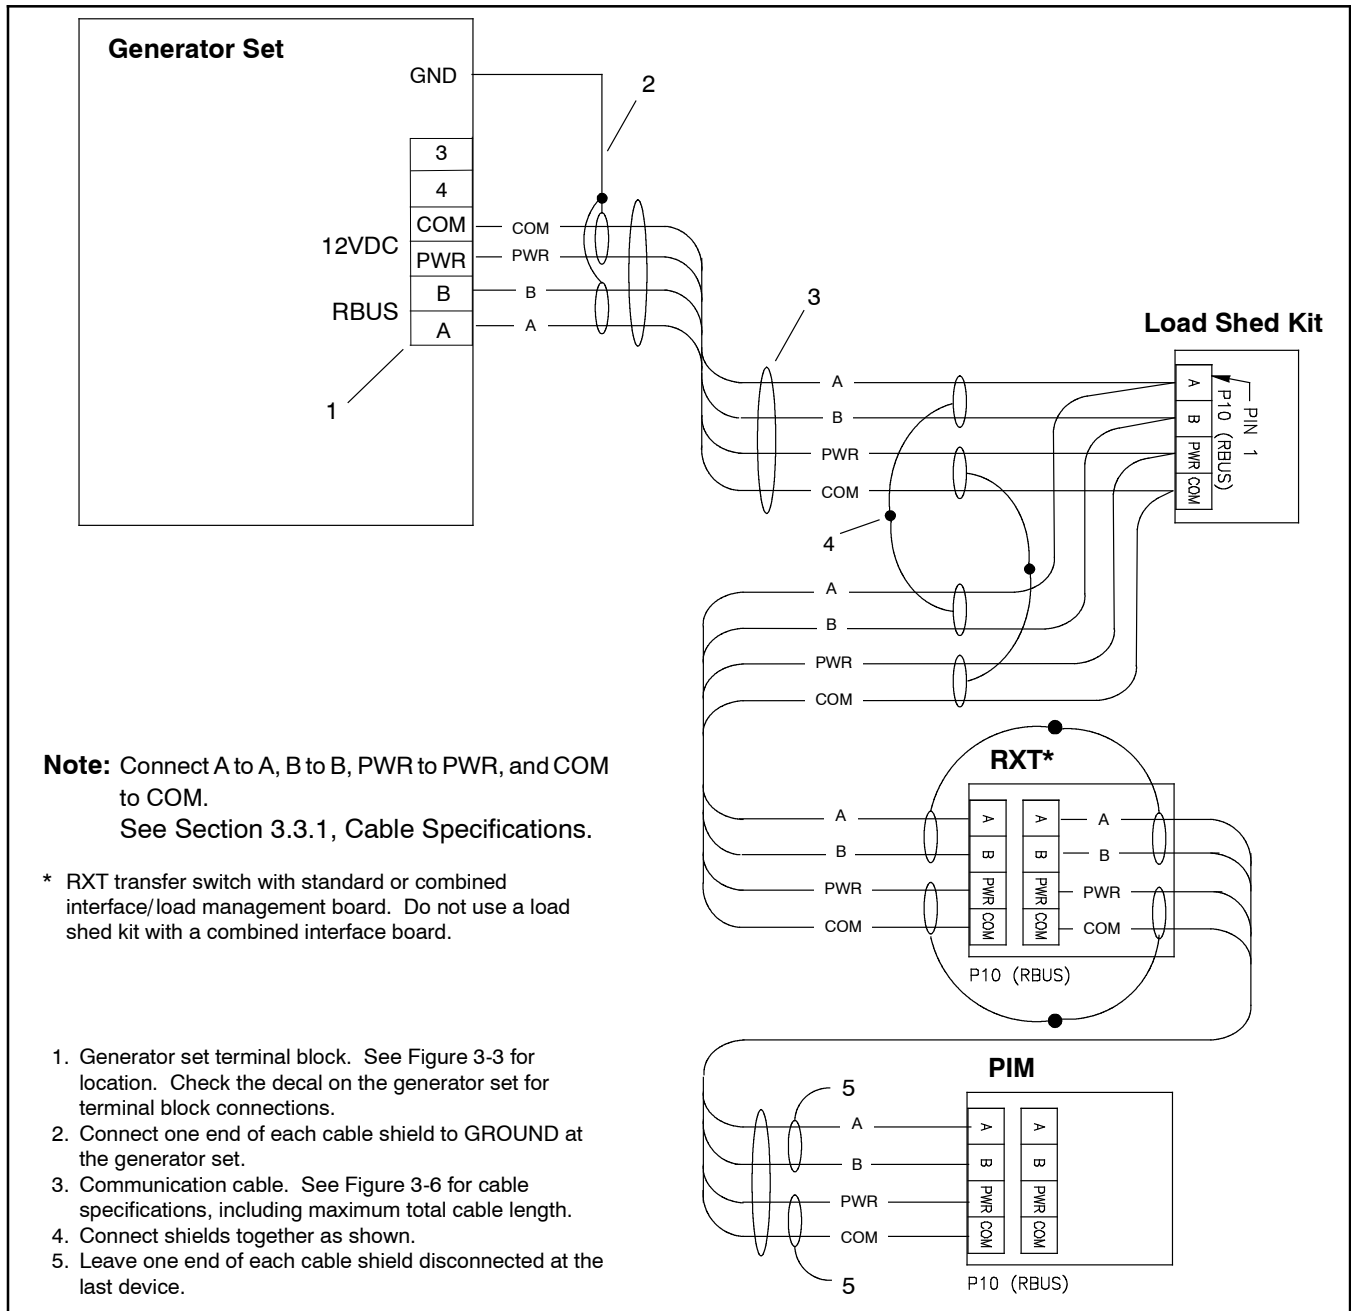 Generator Set
GND
2
3
4
COM
12VDC
PWR
RBUS
B
A
COM
PWR
B
A
1
3
Load Shed Kit
A
B
PWR
COM
A
B
PWR
COM
P10 (RBUS)
PIN 1
4
A
B
PWR
COM
Note: Connect A to A, B to B, PWR to PWR, and COM
to COM.
See Section 3.3.1, Cable Specifications.
* RXT transfer switch with standard or combined
interface/load management board. Do not use a load
shed kit with a combined interface board.
RXT*
A
B
PWR
COM
A
B
PWR
COM
A
B
PWR
COM
A
B
PWR
COM
P10 (RBUS)
1. Generator set terminal block. See Figure 3-3 for
location. Check the decal on the generator set for
terminal block connections.
2. Connect one end of each cable shield to GROUND at
the generator set.
3. Communication cable. See Figure 3-6 for cable
specifications, including maximum total cable length.
4. Connect shields together as shown.
5. Leave one end of each cable shield disconnected at the
last device.
PIM
5
A
B
PWR
COM
5
A
B
PWR
COM
A
B
PWR
COM
P10 (RBUS)